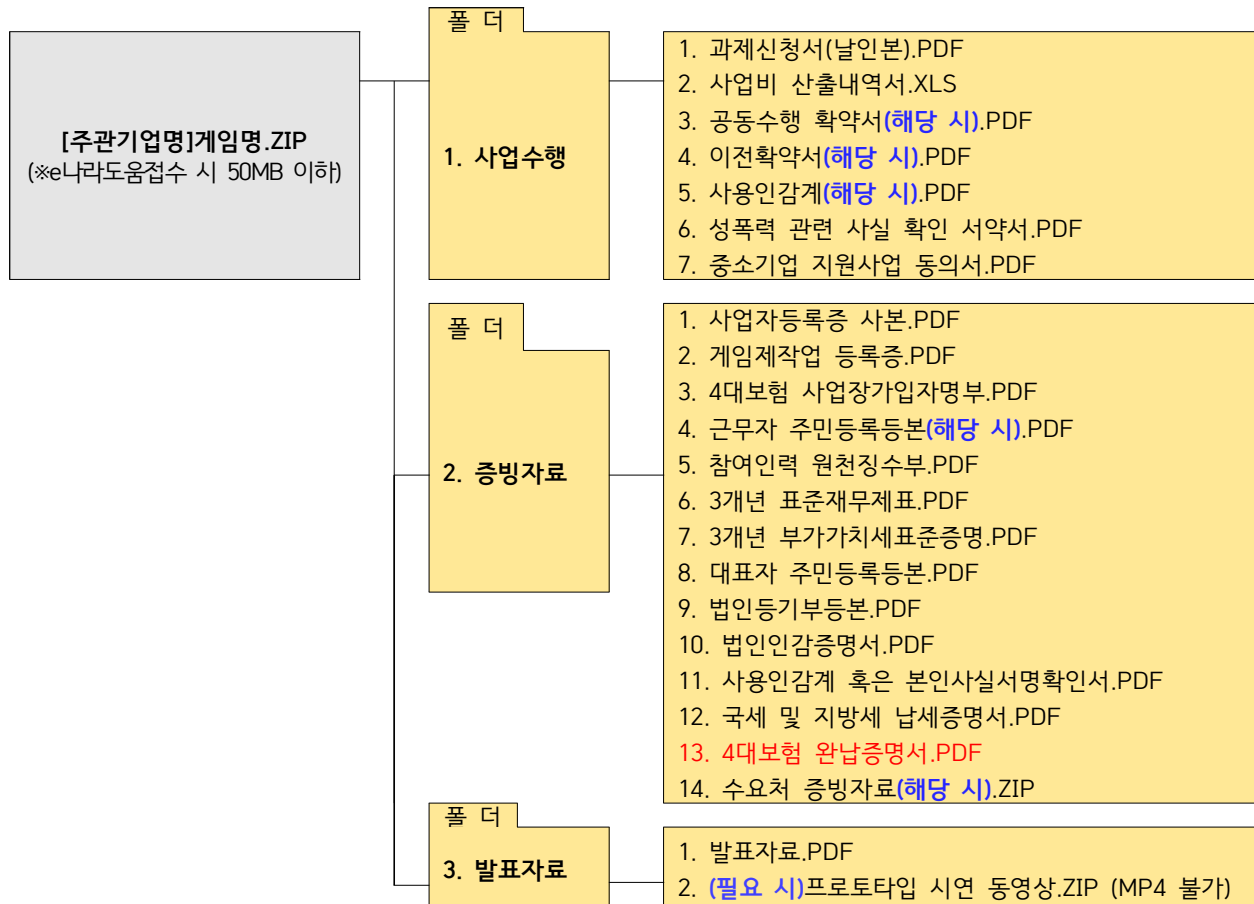 [주관기업명]게임명.ZIP
(※e나라도움접수 시 50MB 이하)
폴 더
1. 사업수행
1. 과제신청서(날인본).PDF
2. 사업비 산출내역서.XLS
3. 공동수행 확약서(해당 시).PDF
4. 이전확약서(해당 시).PDF
5. 사용인감계(해당 시).PDF
6. 성폭력 관련 사실 확인 서약서.PDF
7. 중소기업 지원사업 동의서.PDF
폴 더
2. 증빙자료
1. 사업자등록증 사본.PDF
2. 게임제작업 등록증.PDF
3. 4대보험 사업장가입자명부.PDF
4. 근무자 주민등록등본(해당 시).PDF
5. 참여인력 원천징수부.PDF
6. 3개년 표준재무제표.PDF
7. 3개년 부가가치세표준증명.PDF
8. 대표자 주민등록등본.PDF
9. 법인등기부등본.PDF
10. 법인인감증명서.PDF
11. 사용인감계 혹은 본인사실서명확인서.PDF
12. 국세 및 지방세 납세증명서.PDF
13. 4대보험 완납증명서.PDF
14. 수요처 증빙자료(해당 시).ZIP
폴 더
3. 발표자료
1. 발표자료.PDF
2. (필요 시)프로토타입 시연 동영상.ZIP (MP4 불가)